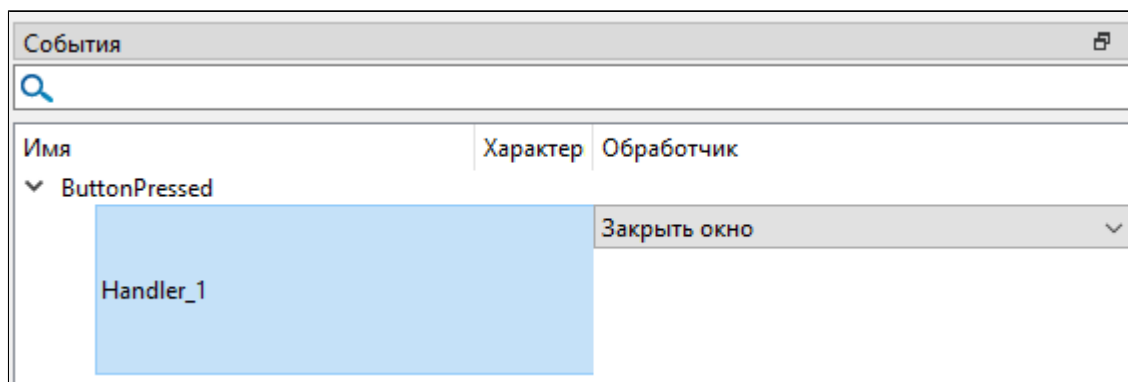 События
Имя Характер Обработчик
ButtonPressed
Закрыть окно
Handler_1